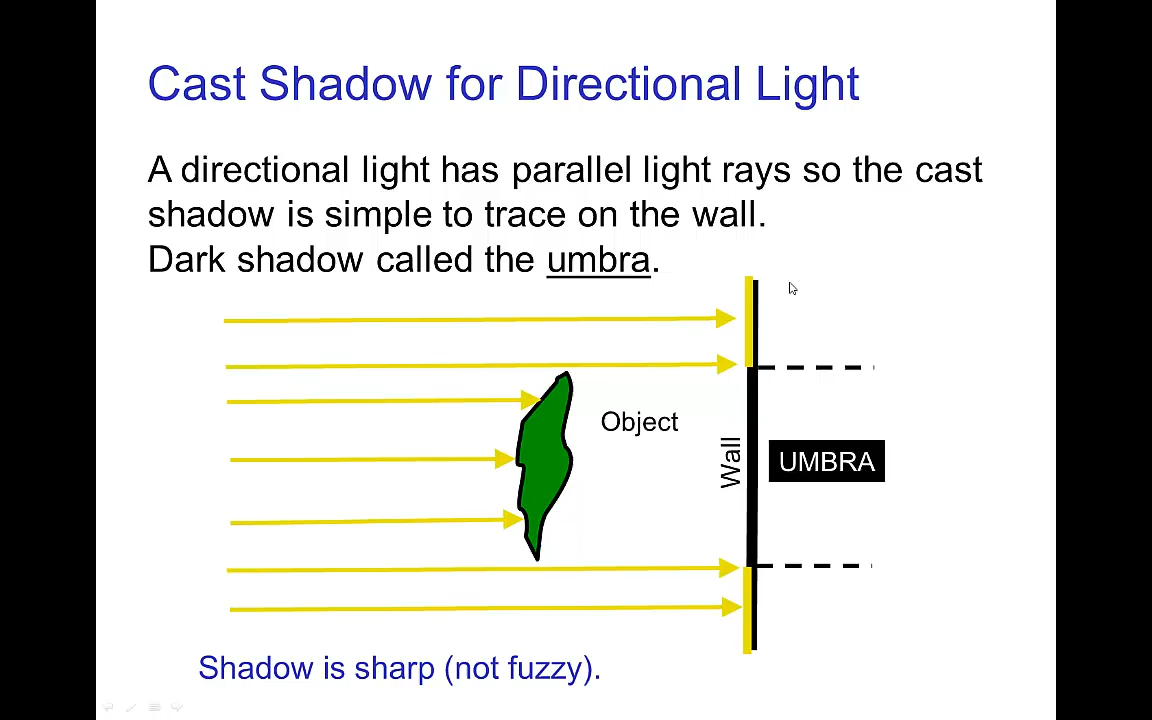 Cast Shadow for Directional Light
A directional light has parallel light rays so the cast
shadow is simple to trace on the wall.
Dark shadow called the umbra.
Object
Wall
UMBRA
Shadow is sharp (not fuzzy).